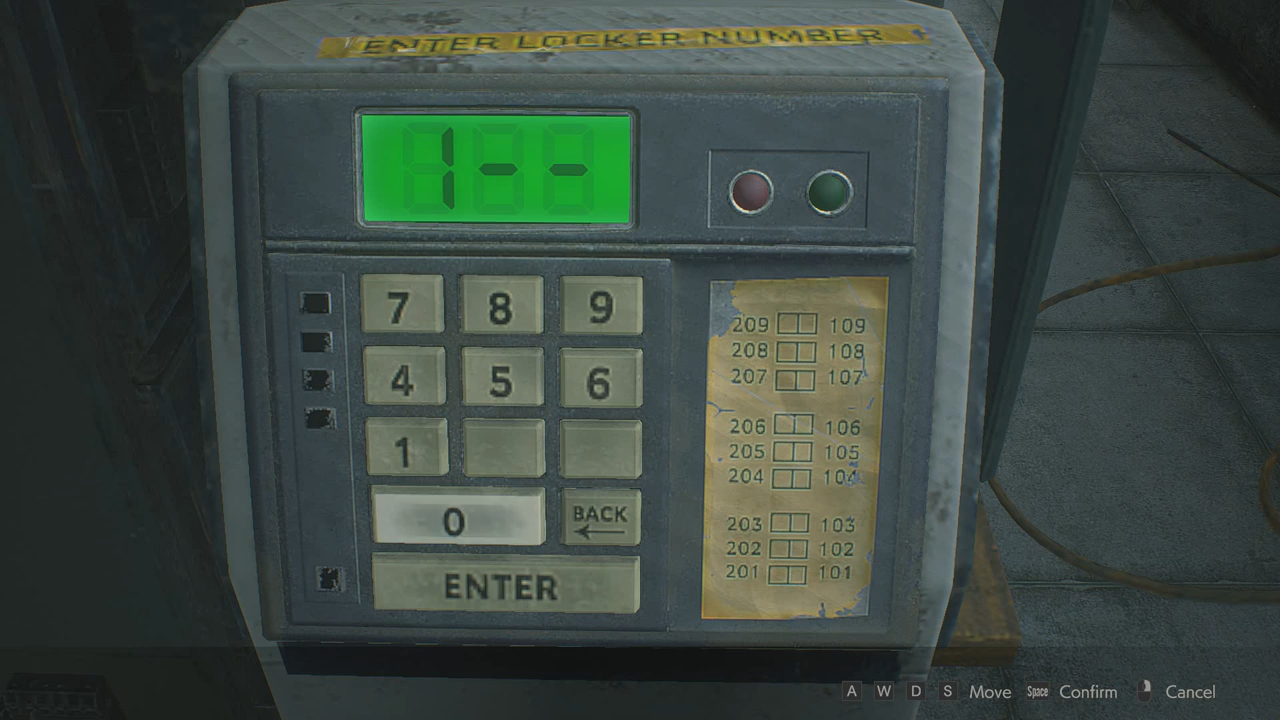 ENTER LOCKER NUMBER
1--
7 8 9
4 5 6
1
0 BACK
ENTER
209 109
208 108
207 107
206 106
205 105
204 104
203 103
202 102
201 101
A W D S Move Space Confirm Cancel